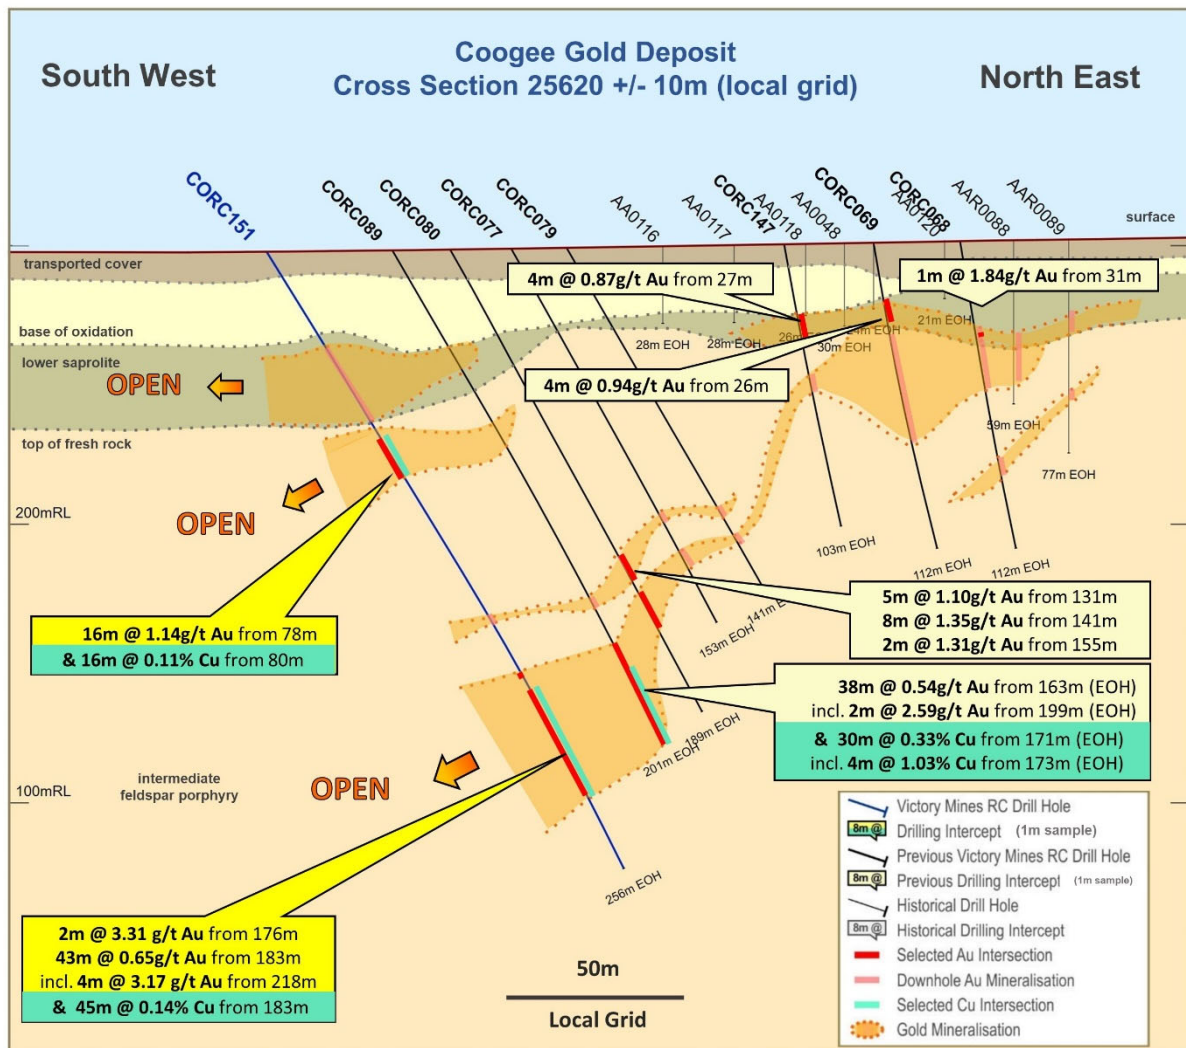 Coogee Gold Deposit
Cross Section 25620 +/- 10m (local grid)
South West
North East
CORC151
CORC089
CORC080
CORC077
CORC079
AA0116
AA0117
CORC147
AA0118
AA0048
CORC069
AA0120
CORC068
AAR0088
AAR0089
surface
transported cover
base of oxidation
lower saprolite
top of fresh rock
OPEN
OPEN
OPEN
200mRL
100mRL
intermediate
feldspar porphyry
4m @ 0.87g/t Au from 27m
1m @ 1.84g/t Au from 31m
4m @ 0.94g/t Au from 26m
28m EOH
28m EOH
26m
30m EOH
EOH
21m EOH
59m EOH
77m EOH
103m EOH
112m EOH
112m EOH
141m
153m EOH
189m EOH
201m EOH
256m EOH
16m @ 1.14g/t Au from 78m
& 16m @ 0.11% Cu from 80m
5m @ 1.10g/t Au from 131m
8m @ 1.35g/t Au from 141m
2m @ 1.31g/t Au from 155m
38m @ 0.54g/t Au from 163m (EOH)
incl. 2m @ 2.59g/t Au from 199m (EOH)
& 30m @ 0.33% Cu from 171m (EOH)
incl. 4m @ 1.03% Cu from 173m (EOH)
2m @ 3.31 g/t Au from 176m
43m @ 0.65g/t Au from 183m
incl. 4m @ 3.17 g/t Au from 218m
& 45m @ 0.14% Cu from 183m
50m
Local Grid
Victory Mines RC Drill Hole
8m @ Drilling Intercept (1m sample)
Previous Victory Mines RC Drill Hole
8m @ Previous Drilling Intercept (1m sample)
Historical Drill Hole
8m @ Historical Drilling Intercept
Selected Au Intersection
Downhole Au Mineralisation
Selected Cu Intersection
Gold Mineralisation